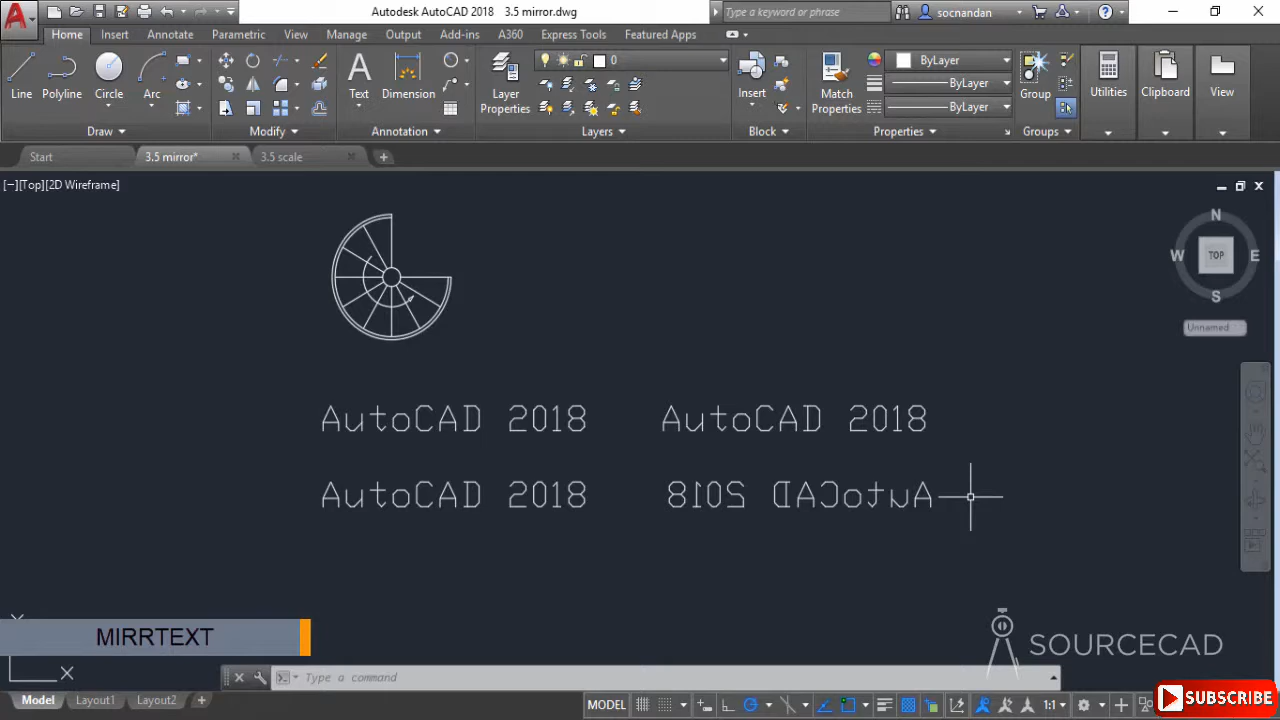 Autodesk AutoCAD 2018 3.5 mirror.dwg
Type a keyword or phrase
socnandan
Home Insert Annotate Parametric View Manage Output Add-ins A360 Express Tools Featured Apps
0
ByLayer
ByLayer
ByLayer
Line Polyline Circle Arc
Text Dimension
Layer Properties
Insert
Match Properties
Group
Utilities
Clipboard
View
Draw Modify Annotation Layers Block Properties Groups
Start 3.5 mirror* 3.5 scale
[−][Top][2D Wireframe]
N
W TOP E
S
Unnamed
AutoCAD 2018 AutoCAD 2018
AutoCAD 2018 AutoCAD 2018
MIRRTEXT
SOURCECAD
Y
X
Type a command
Model Layout1 Layout2
MODEL
1:1
SUBSCRIBE